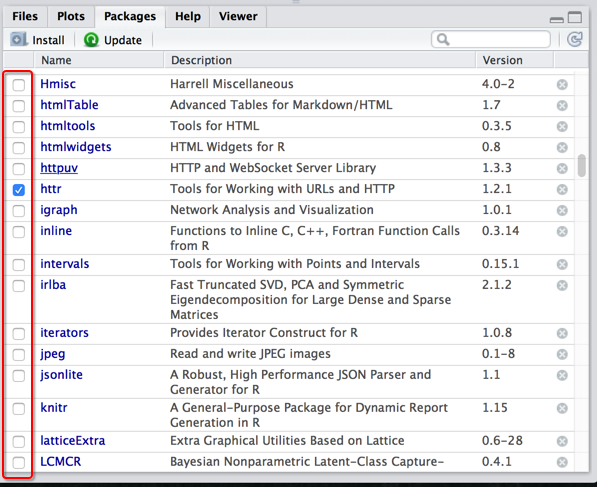 Files Plots Packages Help Viewer
Install Update
Name Description Version
Hmisc Harrell Miscellaneous 4.0-2
htmlTable Advanced Tables for Markdown/HTML 1.7
htmltools Tools for HTML 0.3.5
htmlwidgets HTML Widgets for R 0.8
httpuv HTTP and WebSocket Server Library 1.3.3
httr Tools for Working with URLs and HTTP 1.2.1
igraph Network Analysis and Visualization 1.0.1
inline Functions to Inline C, C++, Fortran Function Calls 0.3.14
from R
intervals Tools for Working with Points and Intervals 0.15.1
irlba Fast Truncated SVD, PCA and Symmetric 2.1.2
Eigendecomposition for Large Dense and Sparse
Matrices
iterators Provides Iterator Construct for R 1.0.8
jpeg Read and write JPEG images 0.1-8
jsonlite A Robust, High Performance JSON Parser and 1.1
Generator for R
knitr A General-Purpose Package for Dynamic Report 1.15
Generation in R
latticeExtra Extra Graphical Utilities Based on Lattice 0.6-28
LCMCR Bayesian Nonparametric Latent-Class Capture- 0.4.1